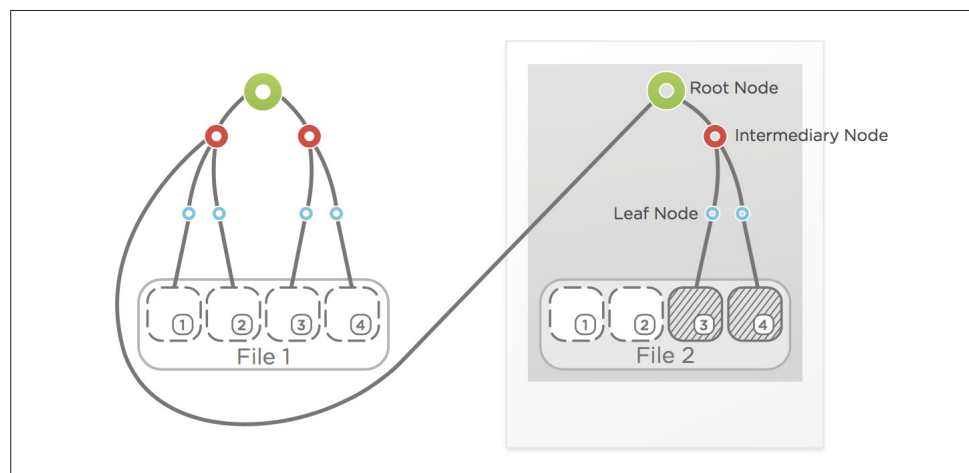 Root Node
Intermediary Node
Leaf Node
1 2 3 4
File 1
1 2 3 4
File 2